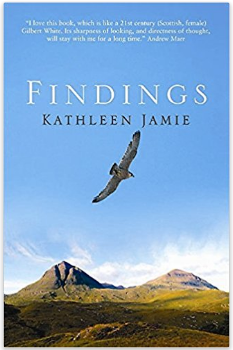 "I love this book, which is like a 21st century (Scottish, female)
Gilbert White. Its sharpness of looking, and directness of thought,
will stay with me for a long time." Andrew Marr
FINDINGS
KATHLEEN JAMIE